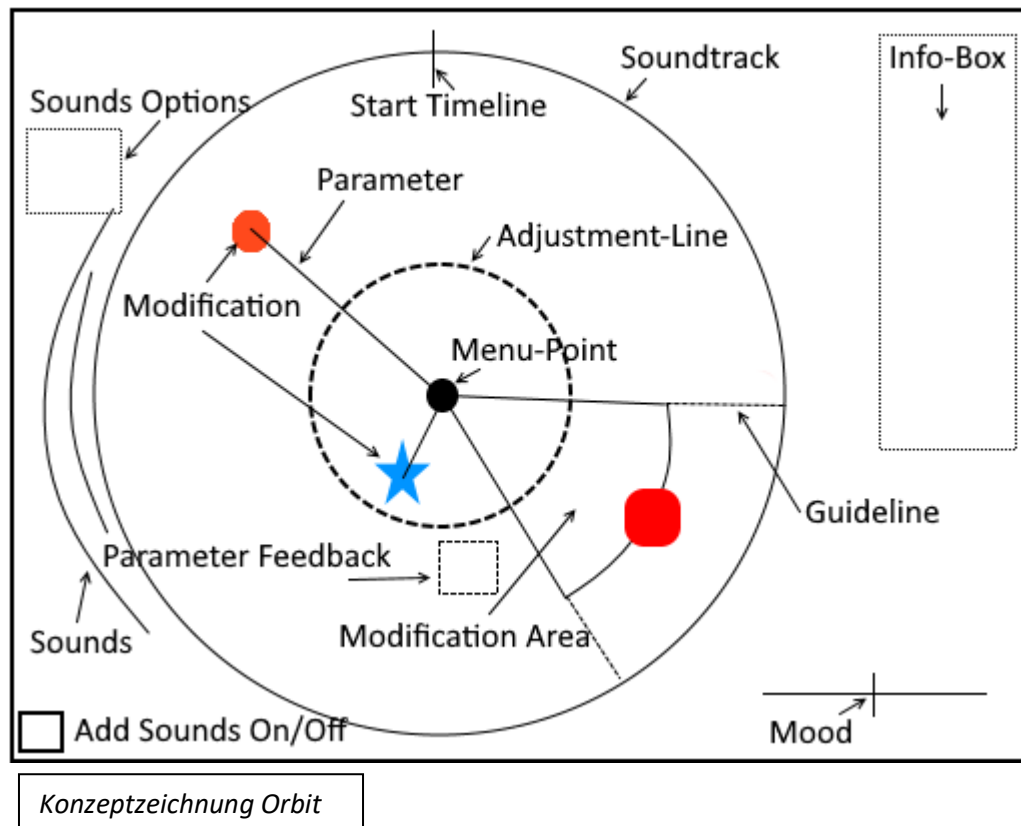 Soundtrack
Info-Box
Sounds Options
Start Timeline
Parameter
Adjustment-Line
Modification
Menu-Point
Guideline
Parameter Feedback
Sounds
Modification Area
Add Sounds On/Off
Mood
Konzeptzeichnung Orbit